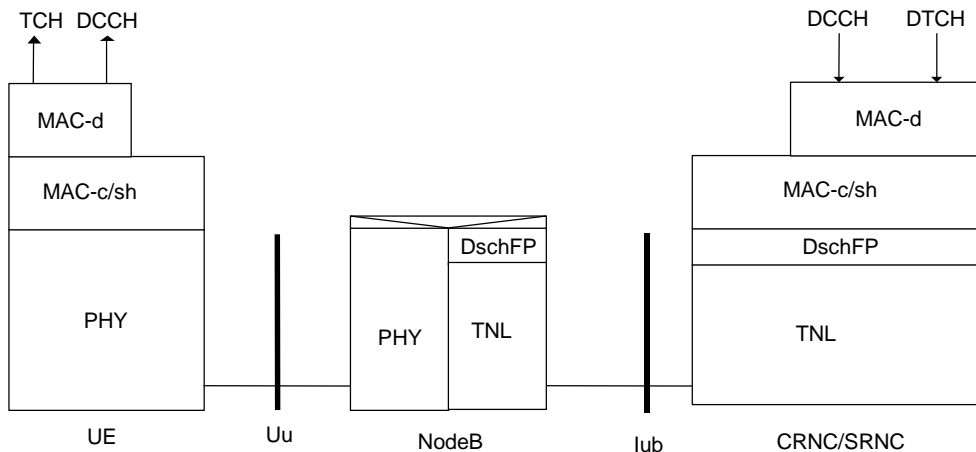 TCH DCCH
DCCH DTCH
MAC-d
MAC-d
MAC-c/sh
MAC-c/sh
DschFP
DschFP
PHY
PHY
TNL
TNL
UE
Uu
NodeB
Iub
CRNC/SRNC